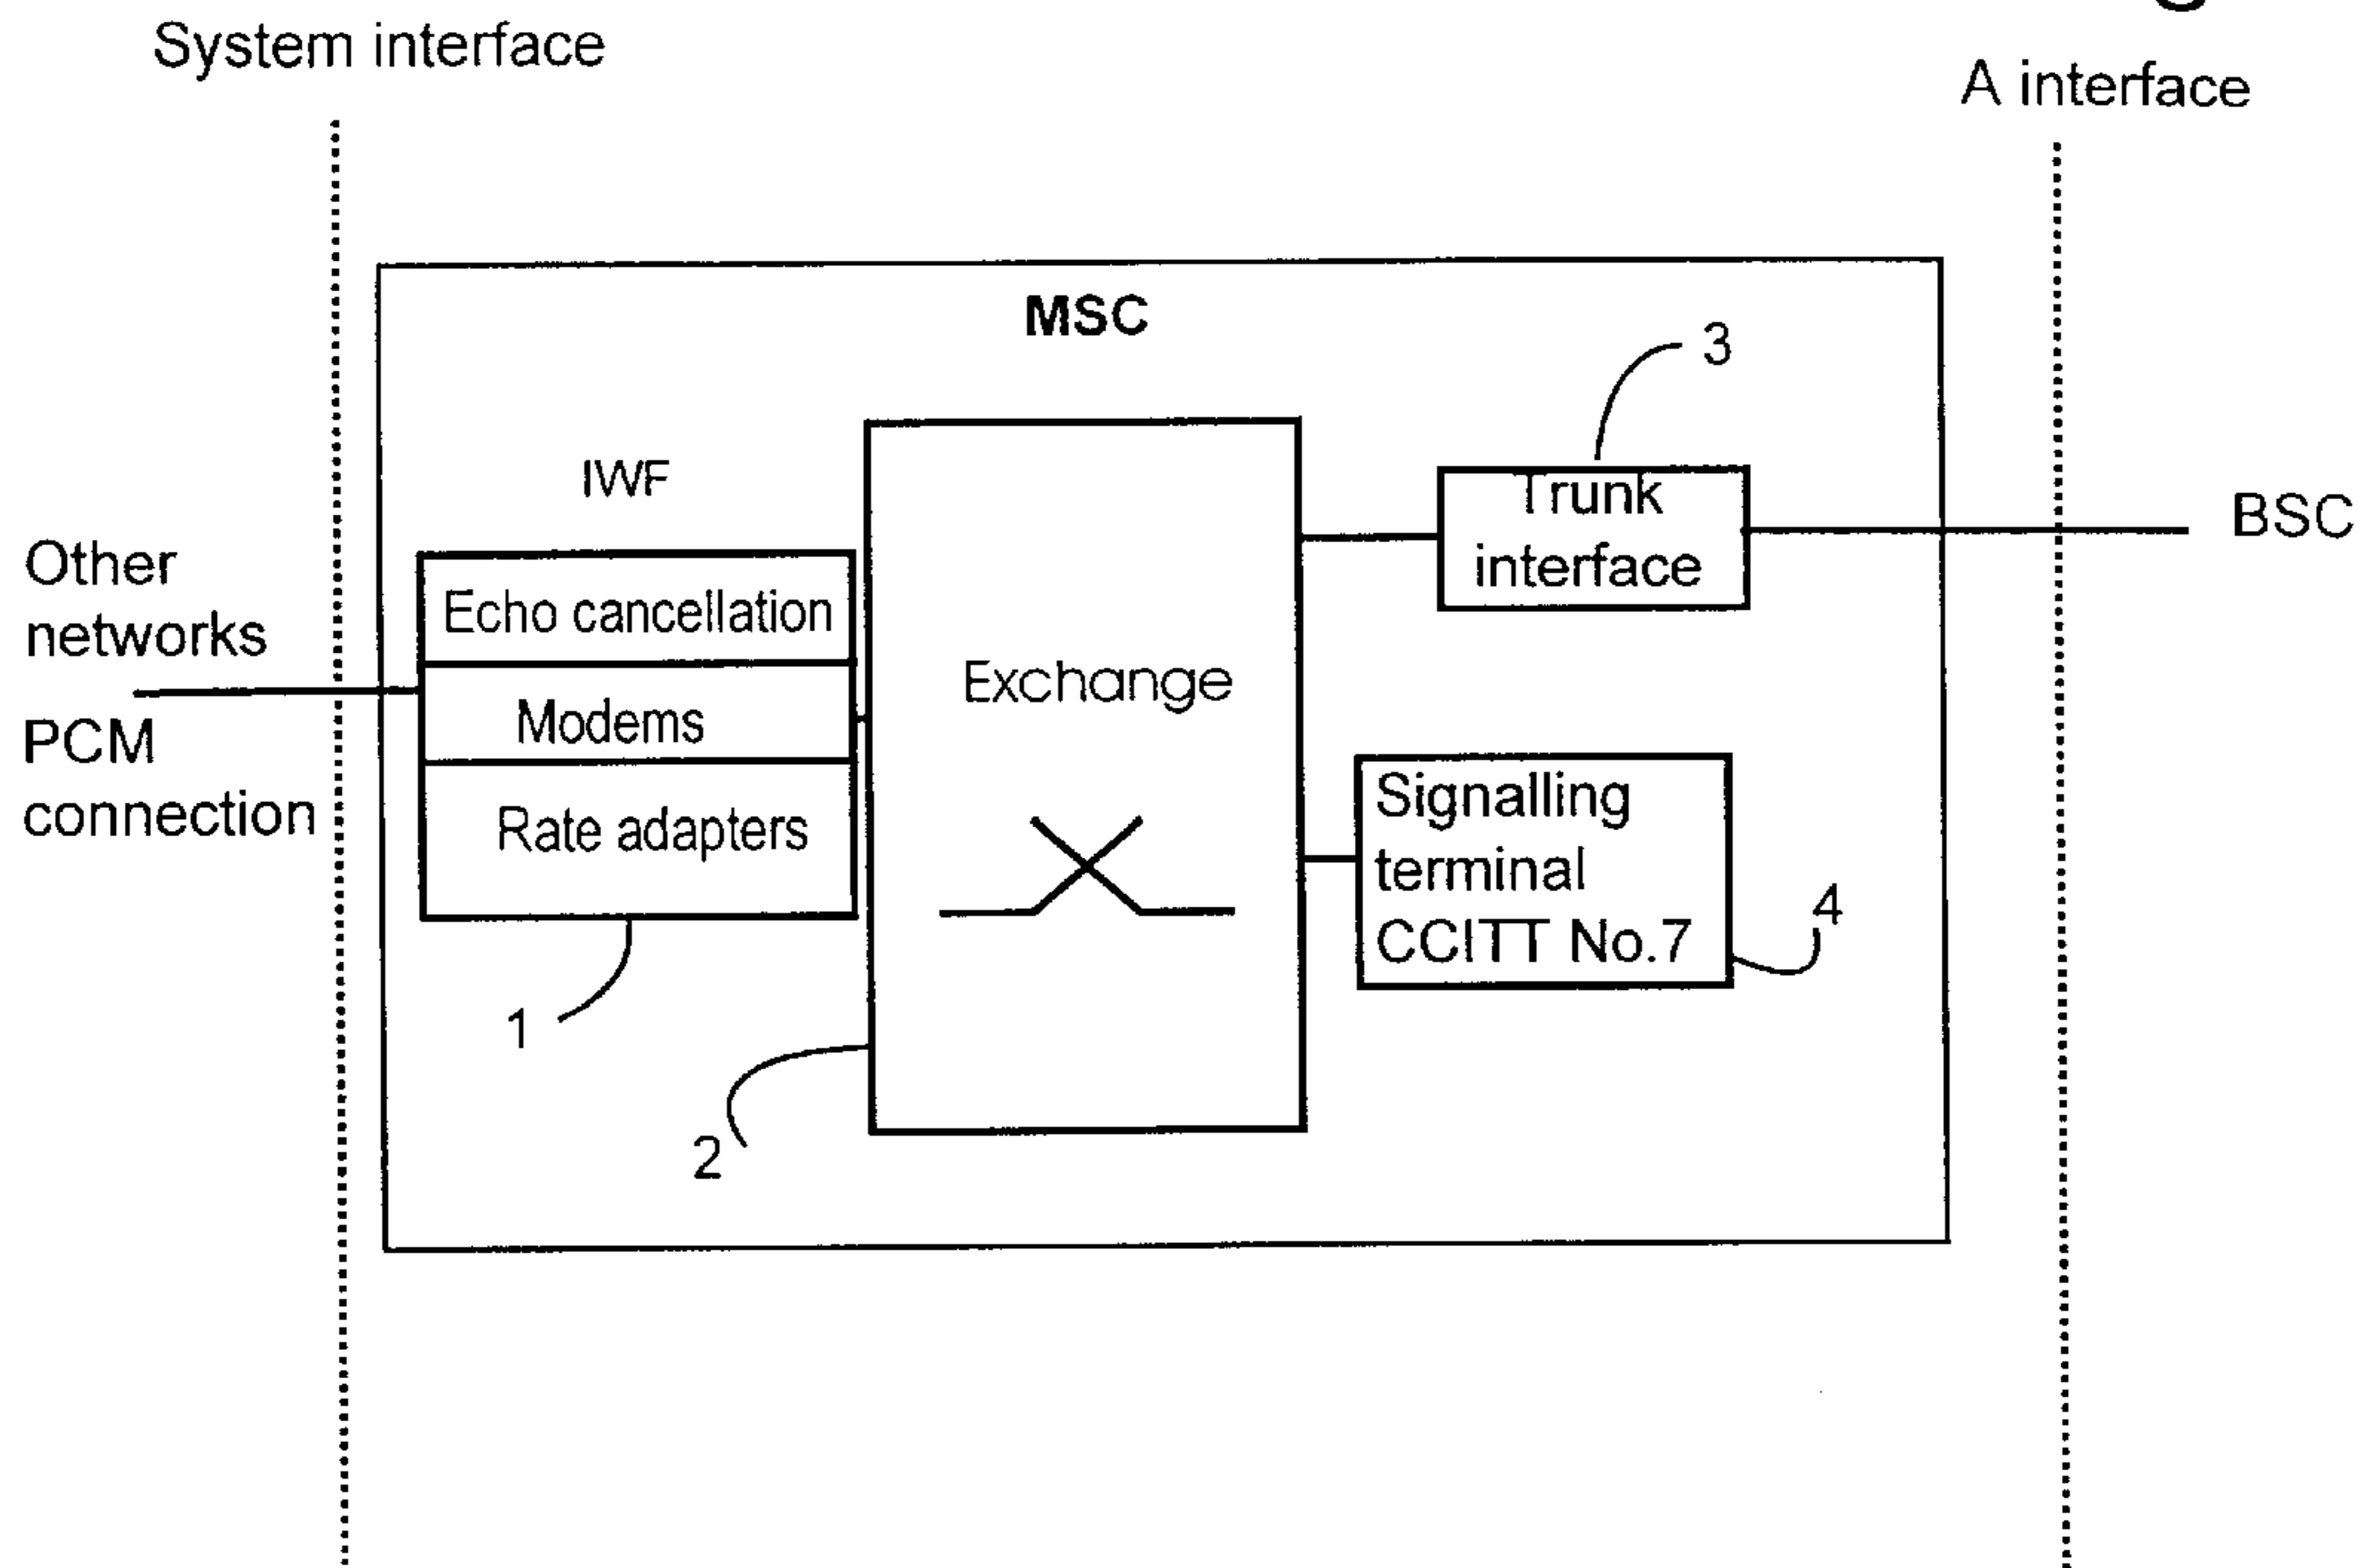 System interface
A interface
MSC
3
IWF
Trunk
interface
BSC
Other
networks
PCM
connection
Echo cancellation
Modems
Rate adapters
Exchange
Signalling
terminal
CCITT No.7
4
1
2